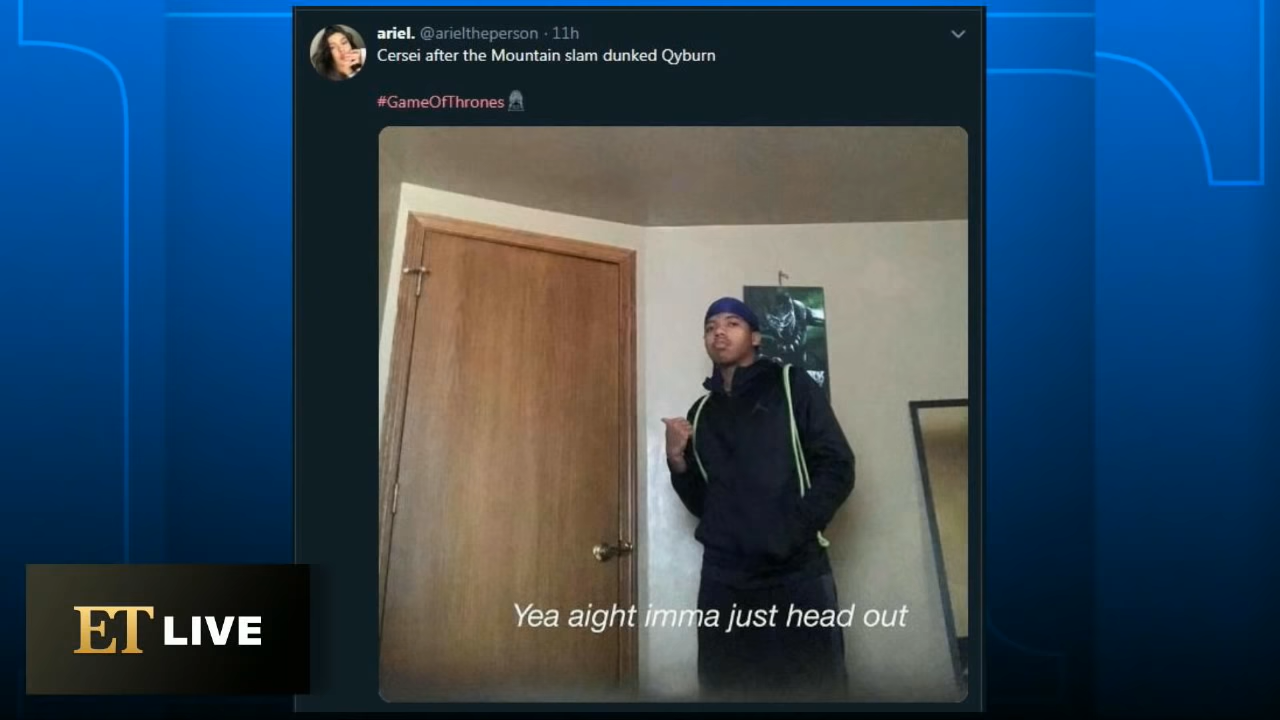 ariel. @arieltheperson · 11h
Cersei after the Mountain slam dunked Qyburn
#GameOfThrones
Yea aight imma just head out
ET LIVE